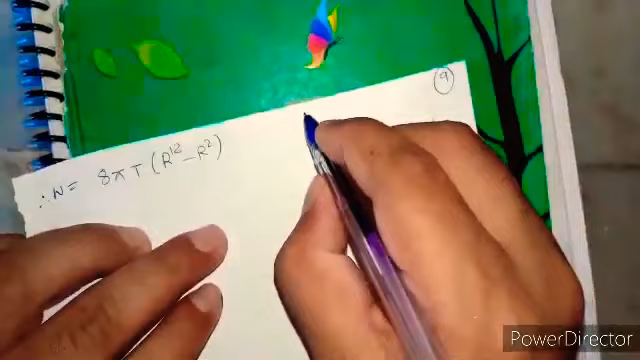 9
∴ W = 8πT (R'² − R²)
PowerDirector